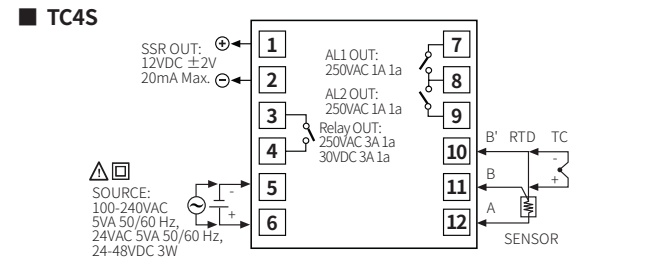 ■ TC4S
SSR OUT:
12VDC ±2V
20mA Max.
+
-
1
2
3
4
5
6
AL1 OUT:
250VAC 1A 1a
AL2 OUT:
250VAC 1A 1a
Relay OUT:
250VAC 3A 1a
30VDC 3A 1a
7
8
9
10
11
12
SOURCE:
100-240VAC
5VA 50/60 Hz,
24VAC 5VA 50/60 Hz,
24-48VDC 3W
-
+
B' RTD TC
-
+
B
A
SENSOR